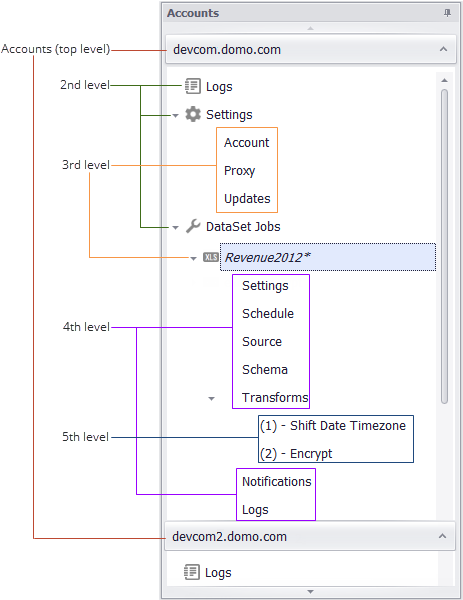 Accounts
Accounts (top level)
devcom.domo.com
2nd level
Logs
Settings
Account
3rd level
Proxy
Updates
DataSet Jobs
XLS Revenue2012*
Settings
Schedule
4th level
Source
Schema
Transforms
(1) - Shift Date Timezone
5th level
(2) - Encrypt
Notifications
Logs
devcom2.domo.com
Logs